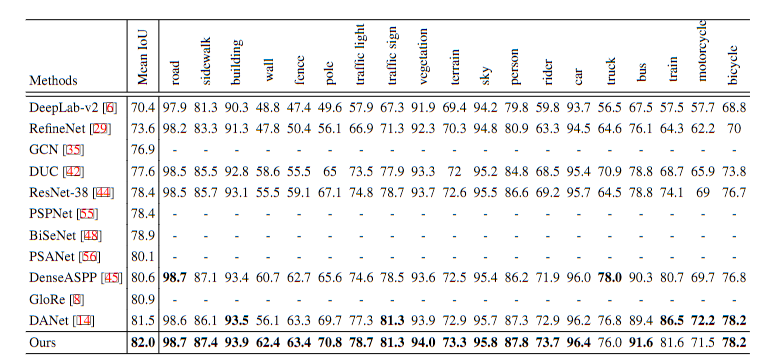 Methods Mean IoU road sidewalk building wall fence pole traffic light traffic sign vegetation terrain sky person rider car truck bus train motorcycle bicycle
DeepLab-v2 [6] 70.4 97.9 81.3 90.3 48.8 47.4 49.6 57.9 67.3 91.9 69.4 94.2 79.8 59.8 93.7 56.5 67.5 57.5 57.7 68.8
RefineNet [29] 73.6 98.2 83.3 91.3 47.8 50.4 56.1 66.9 71.3 92.3 70.3 94.8 80.9 63.3 94.5 64.6 76.1 64.3 62.2 70
GCN [35] 76.9 - - - - - - - - - - - - - - - - - - -
DUC [42] 77.6 98.5 85.5 92.8 58.6 55.5 65 73.5 77.9 93.3 72 95.2 84.8 68.5 95.4 70.9 78.8 68.7 65.9 73.8
ResNet-38 [44] 78.4 98.5 85.7 93.1 55.5 59.1 67.1 74.8 78.7 93.7 72.6 95.5 86.6 69.2 95.7 64.5 78.8 74.1 69 76.7
PSPNet [55] 78.4 - - - - - - - - - - - - - - - - - - -
BiSeNet [48] 78.9 - - - - - - - - - - - - - - - - - - -
PSANet [56] 80.1 - - - - - - - - - - - - - - - - - - -
DenseASPP [45] 80.6 98.7 87.1 93.4 60.7 62.7 65.6 74.6 78.5 93.6 72.5 95.4 86.2 71.9 96.0 78.0 90.3 80.7 69.7 76.8
GloRe [8] 80.9 - - - - - - - - - - - - - - - - - - -
DANet [14] 81.5 98.6 86.1 93.5 56.1 63.3 69.7 77.3 81.3 93.9 72.9 95.7 87.3 72.9 96.2 76.8 89.4 86.5 72.2 78.2
Ours 82.0 98.7 87.4 93.9 62.4 63.4 70.8 78.7 81.3 94.0 73.3 95.8 87.8 73.7 96.4 76.0 91.6 81.6 71.5 78.2